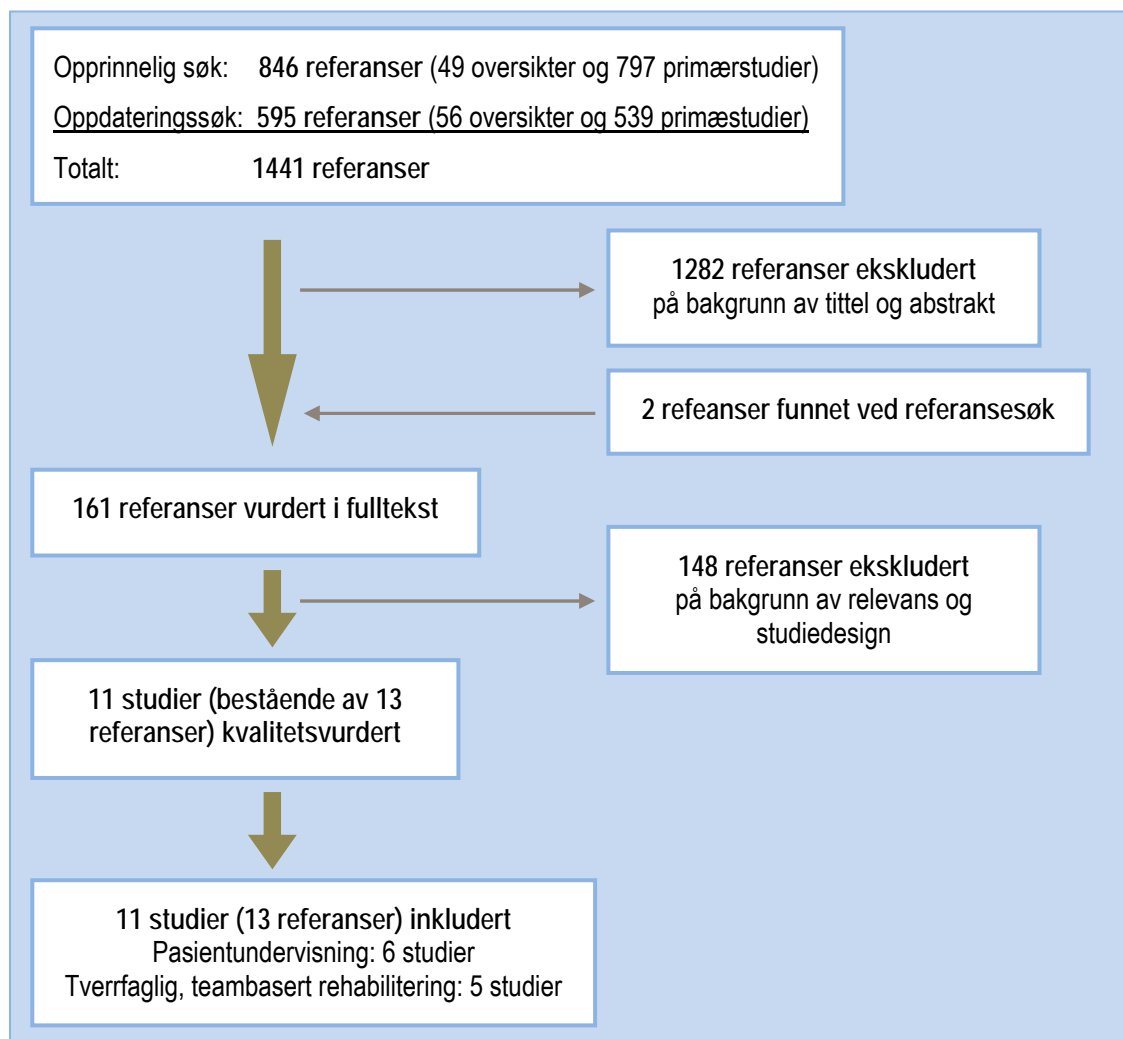 Opprinnelig søk: 846 referanser (49 oversikter og 797 primærstudier)
Oppdateringssøk: 595 referanser (56 oversikter og 539 primæstudier)
Totalt: 1441 referanser
1282 referanser ekskludert
på bakgrunn av tittel og abstrakt
2 refeanser funnet ved referansesøk
161 referanser vurdert i fulltekst
148 referanser ekskludert
på bakgrunn av relevans og
studiedesign
11 studier (bestående av 13
referanser) kvalitetsvurdert
11 studier (13 referanser) inkludert
Pasientundervisning: 6 studier
Tverrfaglig, teambasert rehabilitering: 5 studier